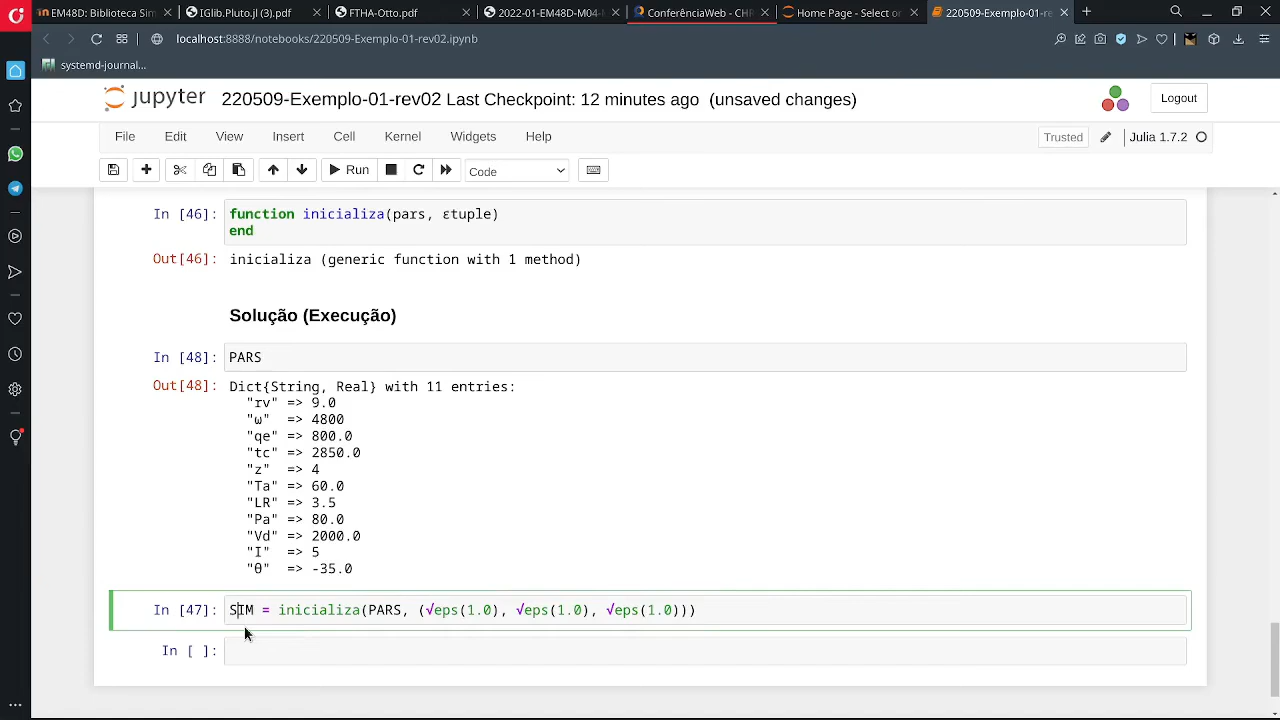 EM48D: Biblioteca Sim
IGlib.Pluto.jl (3).pdf
FTHA-Otto.pdf
2022-01-EM48D-M04-
ConferênciaWeb - CHR
Home Page - Select or
220509-Exemplo-01-re
localhost:8888/notebooks/220509-Exemplo-01-rev02.ipynb
systemd-journal...
jupyter 220509-Exemplo-01-rev02 Last Checkpoint: 12 minutes ago (unsaved changes)
Logout
File Edit View Insert Cell Kernel Widgets Help
Trusted
Julia 1.7.2
Run
Code
In [46]: function inicializa(pars, εtuple)
end
Out[46]: inicializa (generic function with 1 method)
Solução (Execução)
In [48]: PARS
Out[48]: Dict{String, Real} with 11 entries:
"rv" => 9.0
"ω" => 4800
"qe" => 800.0
"tc" => 2850.0
"z" => 4
"Ta" => 60.0
"LR" => 3.5
"Pa" => 80.0
"Vd" => 2000.0
"I" => 5
"θ" => -35.0
In [47]: SIM = inicializa(PARS, (√eps(1.0), √eps(1.0), √eps(1.0)))
In [ ]: